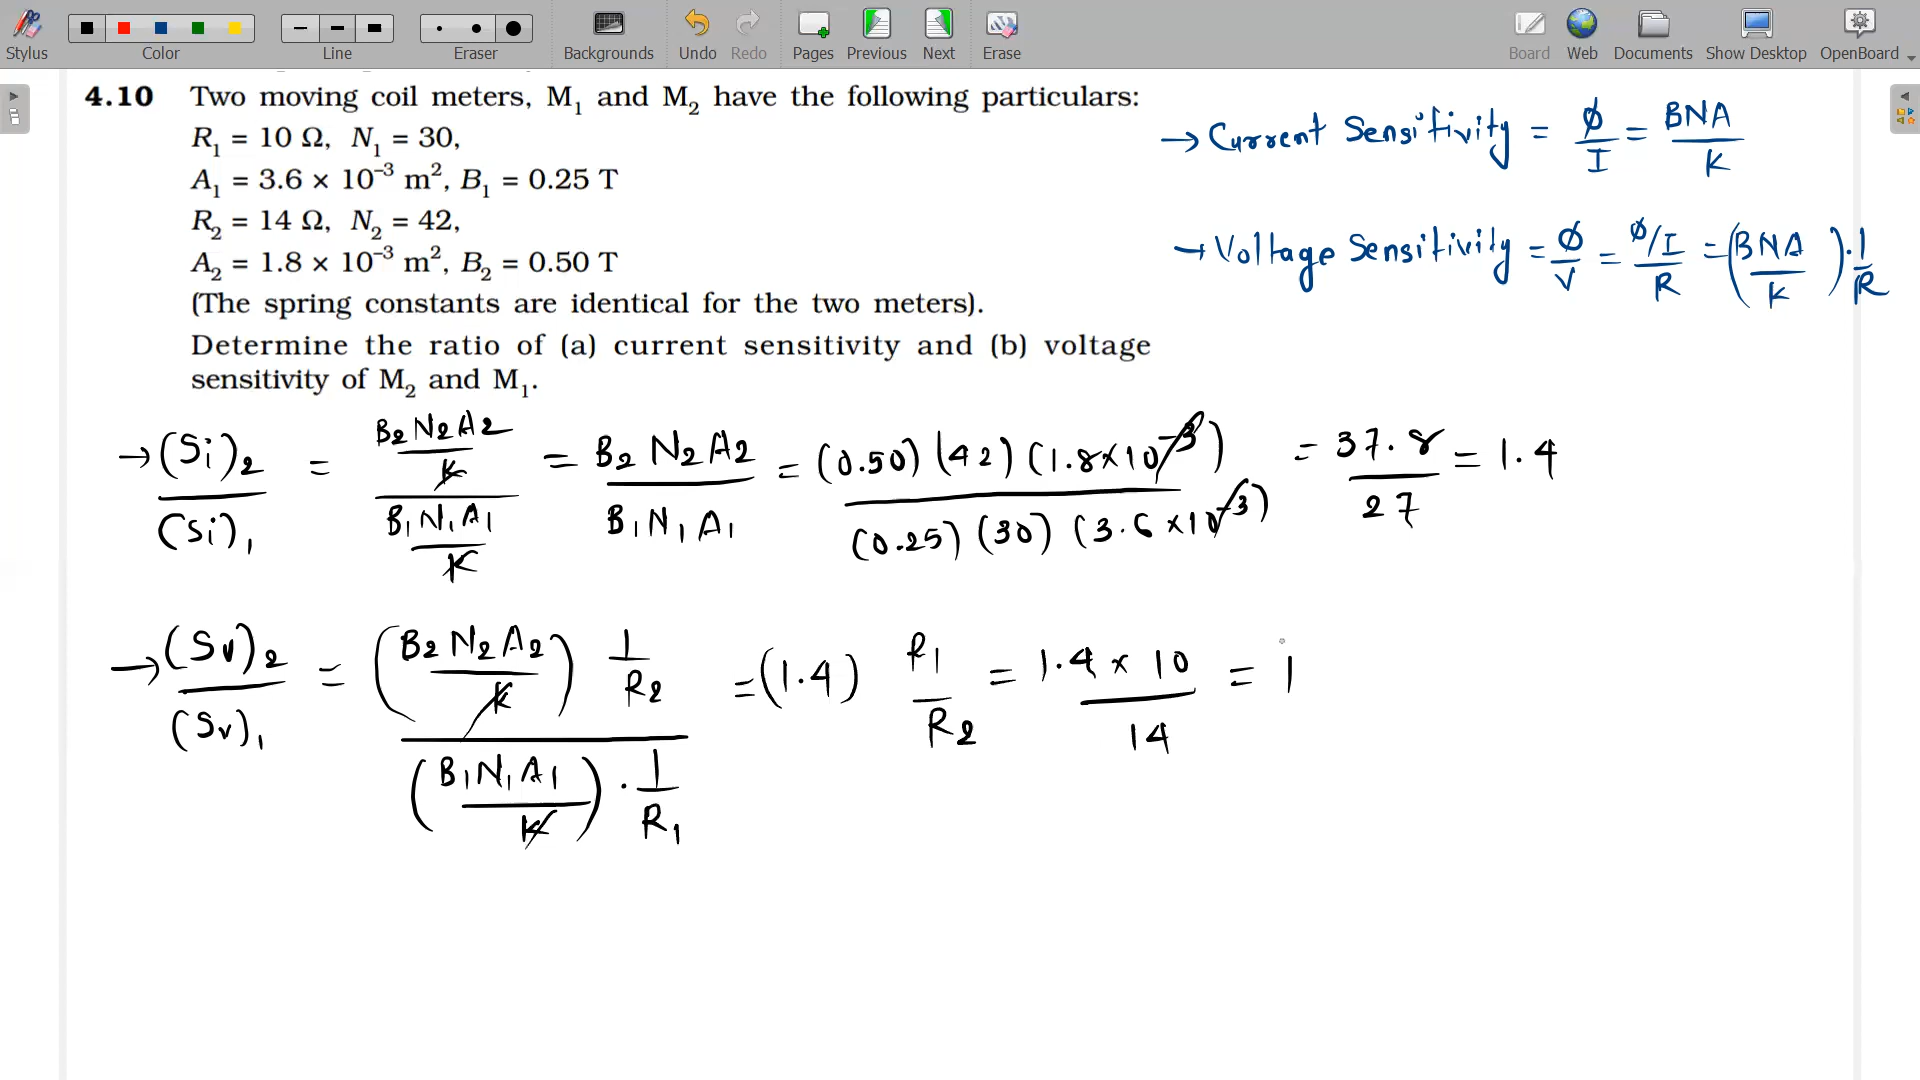 Stylus Color Line Eraser Backgrounds Undo Redo Pages Previous Next Erase Board Web Documents Show Desktop OpenBoard
4.10 Two moving coil meters, M₁ and M₂ have the following particulars:
R₁ = 10 Ω, N₁ = 30,
A₁ = 3.6 × 10⁻³ m², B₁ = 0.25 T
R₂ = 14 Ω, N₂ = 42,
A₂ = 1.8 × 10⁻³ m², B₂ = 0.50 T
(The spring constants are identical for the two meters).
Determine the ratio of (a) current sensitivity and (b) voltage
sensitivity of M₂ and M₁.
→ Current Sensitivity = ϕ/I = BNA/K
→ Voltage Sensitivity = ϕ/V = (ϕ/I)/R = (BNA/K) · 1/R
→ (Si)₂/(Si)₁ = (B₂N₂A₂/K)/(B₁N₁A₁/K) = B₂N₂A₂/B₁N₁A₁ = (0.50)(42)(1.8×10⁻³)/(0.25)(30)(3.6×10⁻³) = 37.8/27 = 1.4
→ (Sv)₂/(Sv)₁ = (B₂N₂A₂/K) 1/R₂ / (B₁N₁A₁/K) · 1/R₁ = (1.4) R₁/R₂ = 1.4 × 10/14 = 1